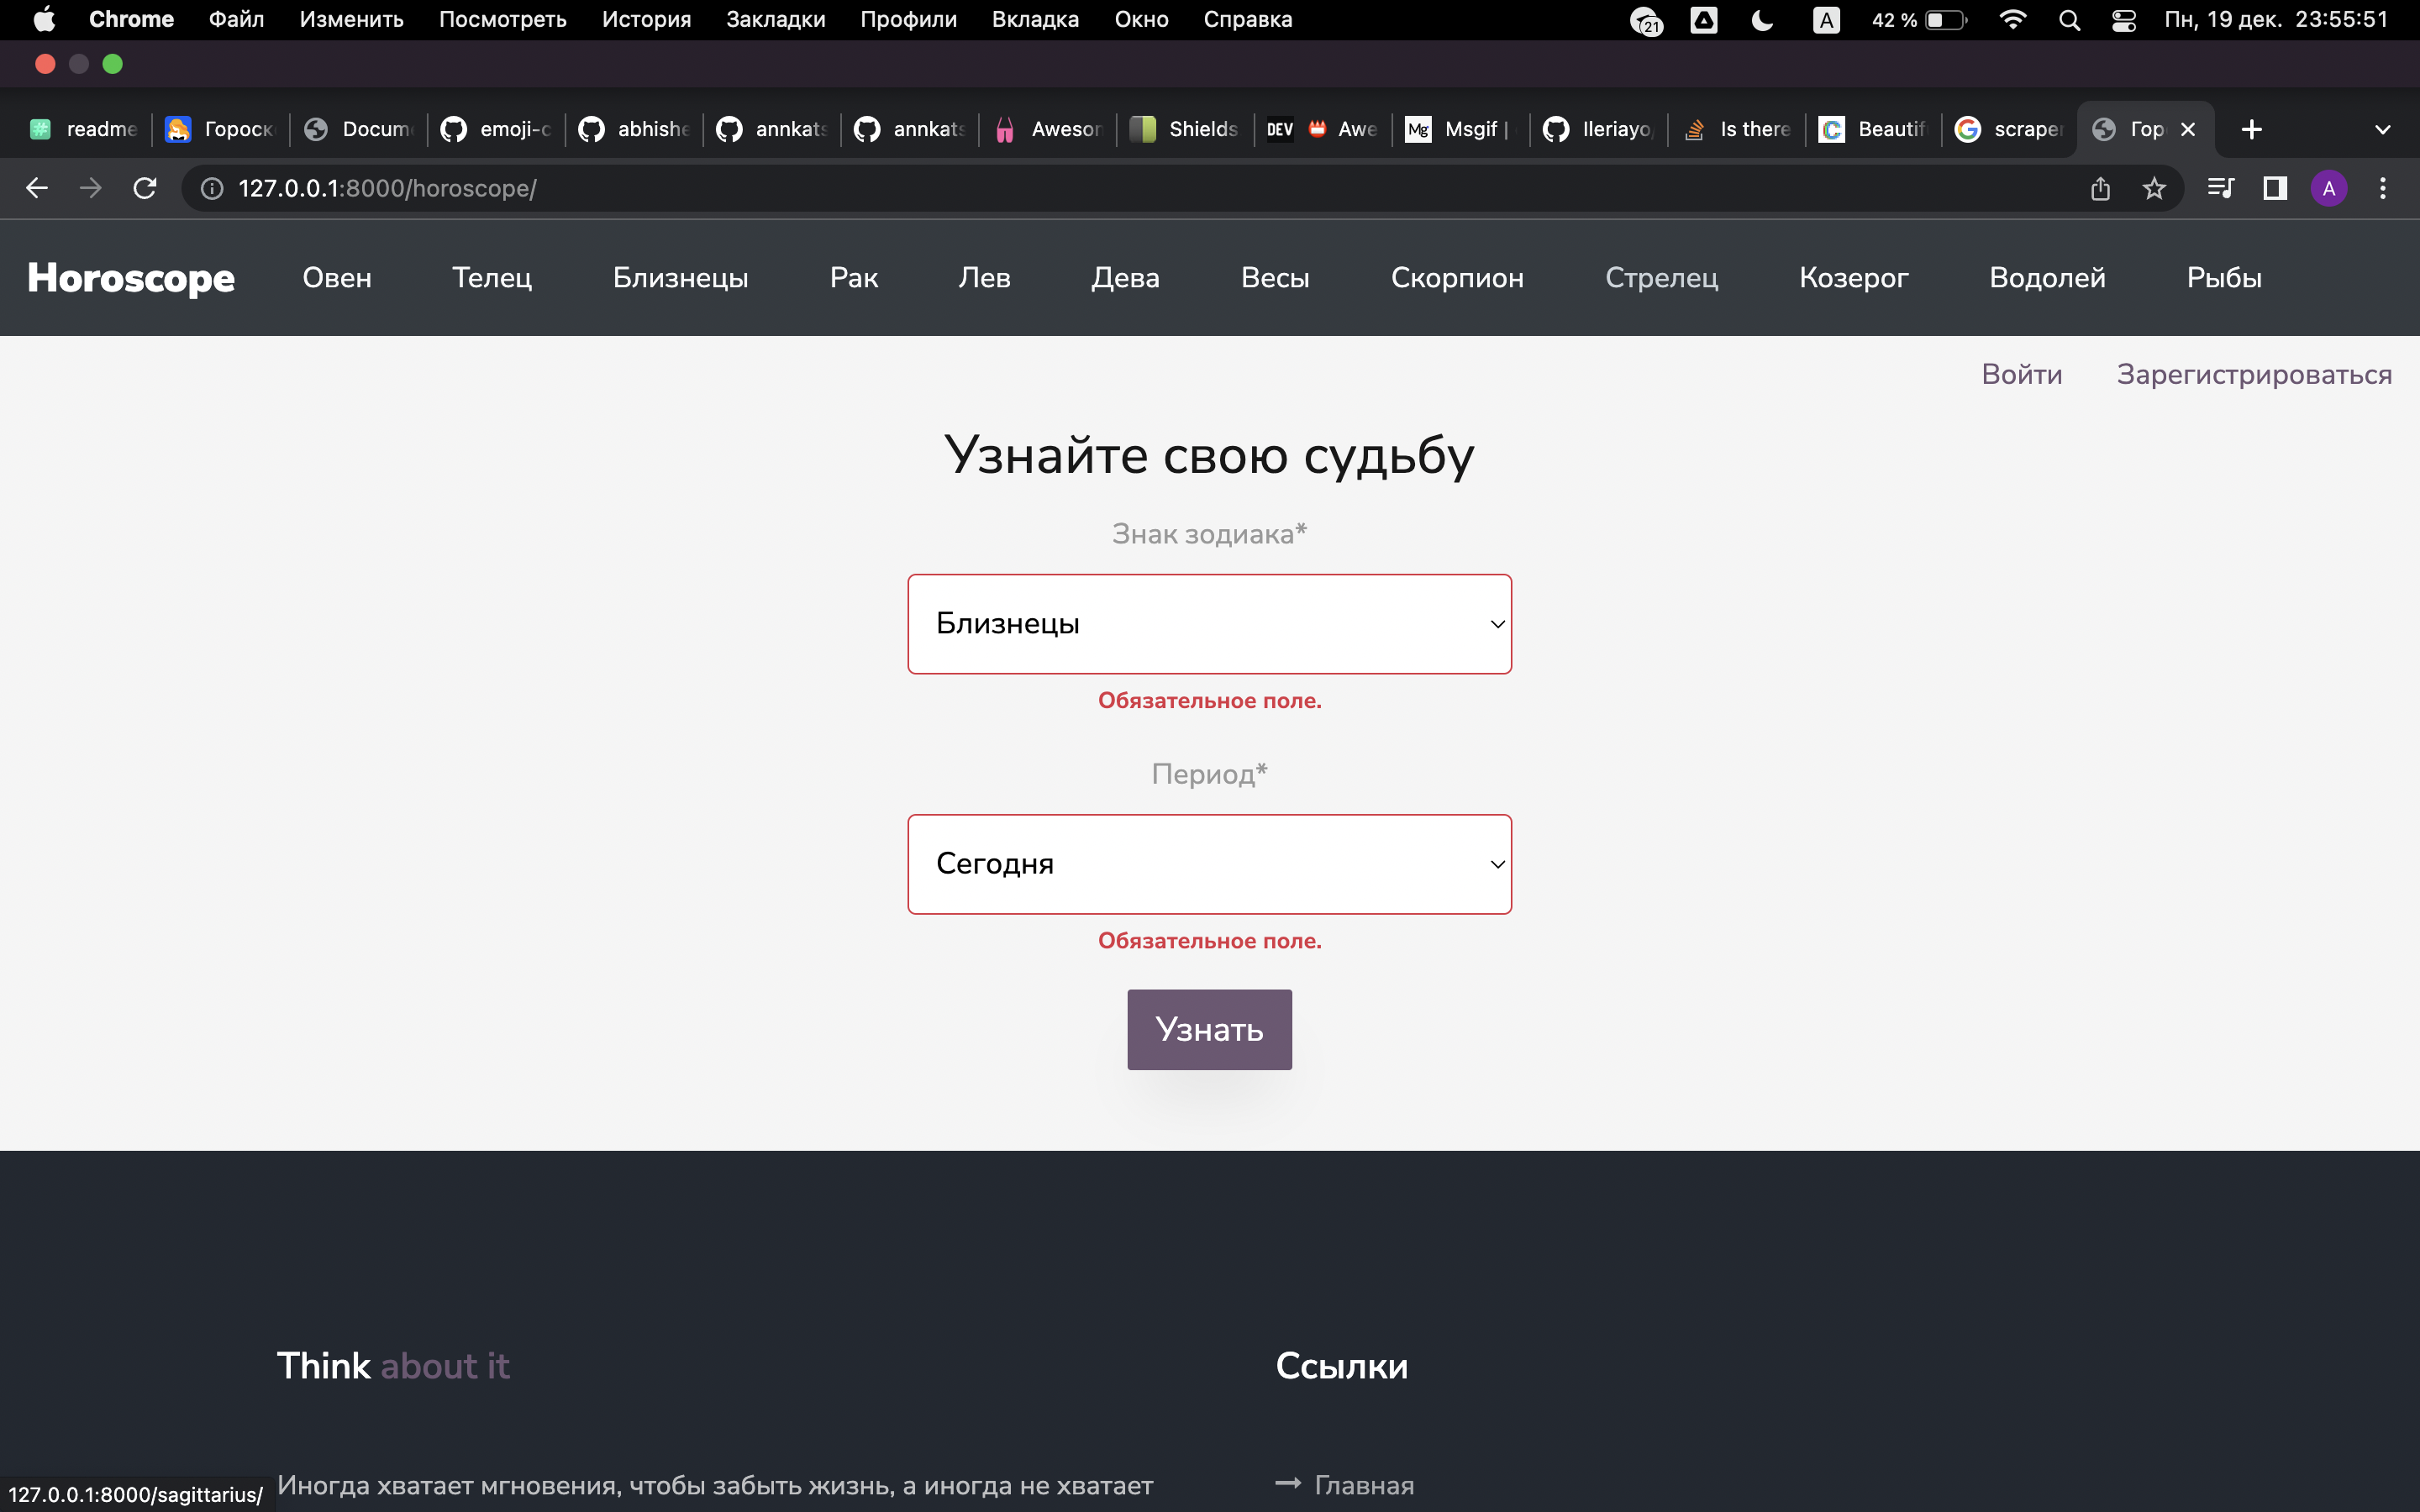 Chrome Файл Изменить Посмотреть История Закладки Профили Вкладка Окно Справка 21 A 42 % Пн, 19 дек. 23:55:51
readme Гороск Docum emoji-c abhishe annkats annkats Awesom Shields DEV Awe Mg Msgif | Ileriayo Is there Beautif scraper Гор
127.0.0.1:8000/horoscope/ A
Horoscope Овен Телец Близнецы Рак Лев Дева Весы Скорпион Стрелец Козерог Водолей Рыбы
Войти Зарегистрироваться
Узнайте свою судьбу
Знак зодиака*
Близнецы
Обязательное поле.
Период*
Сегодня
Обязательное поле.
Узнать
Think about it Ссылки
Иногда хватает мгновения, чтобы забыть жизнь, а иногда не хватает → Главная
127.0.0.1:8000/sagittarius/